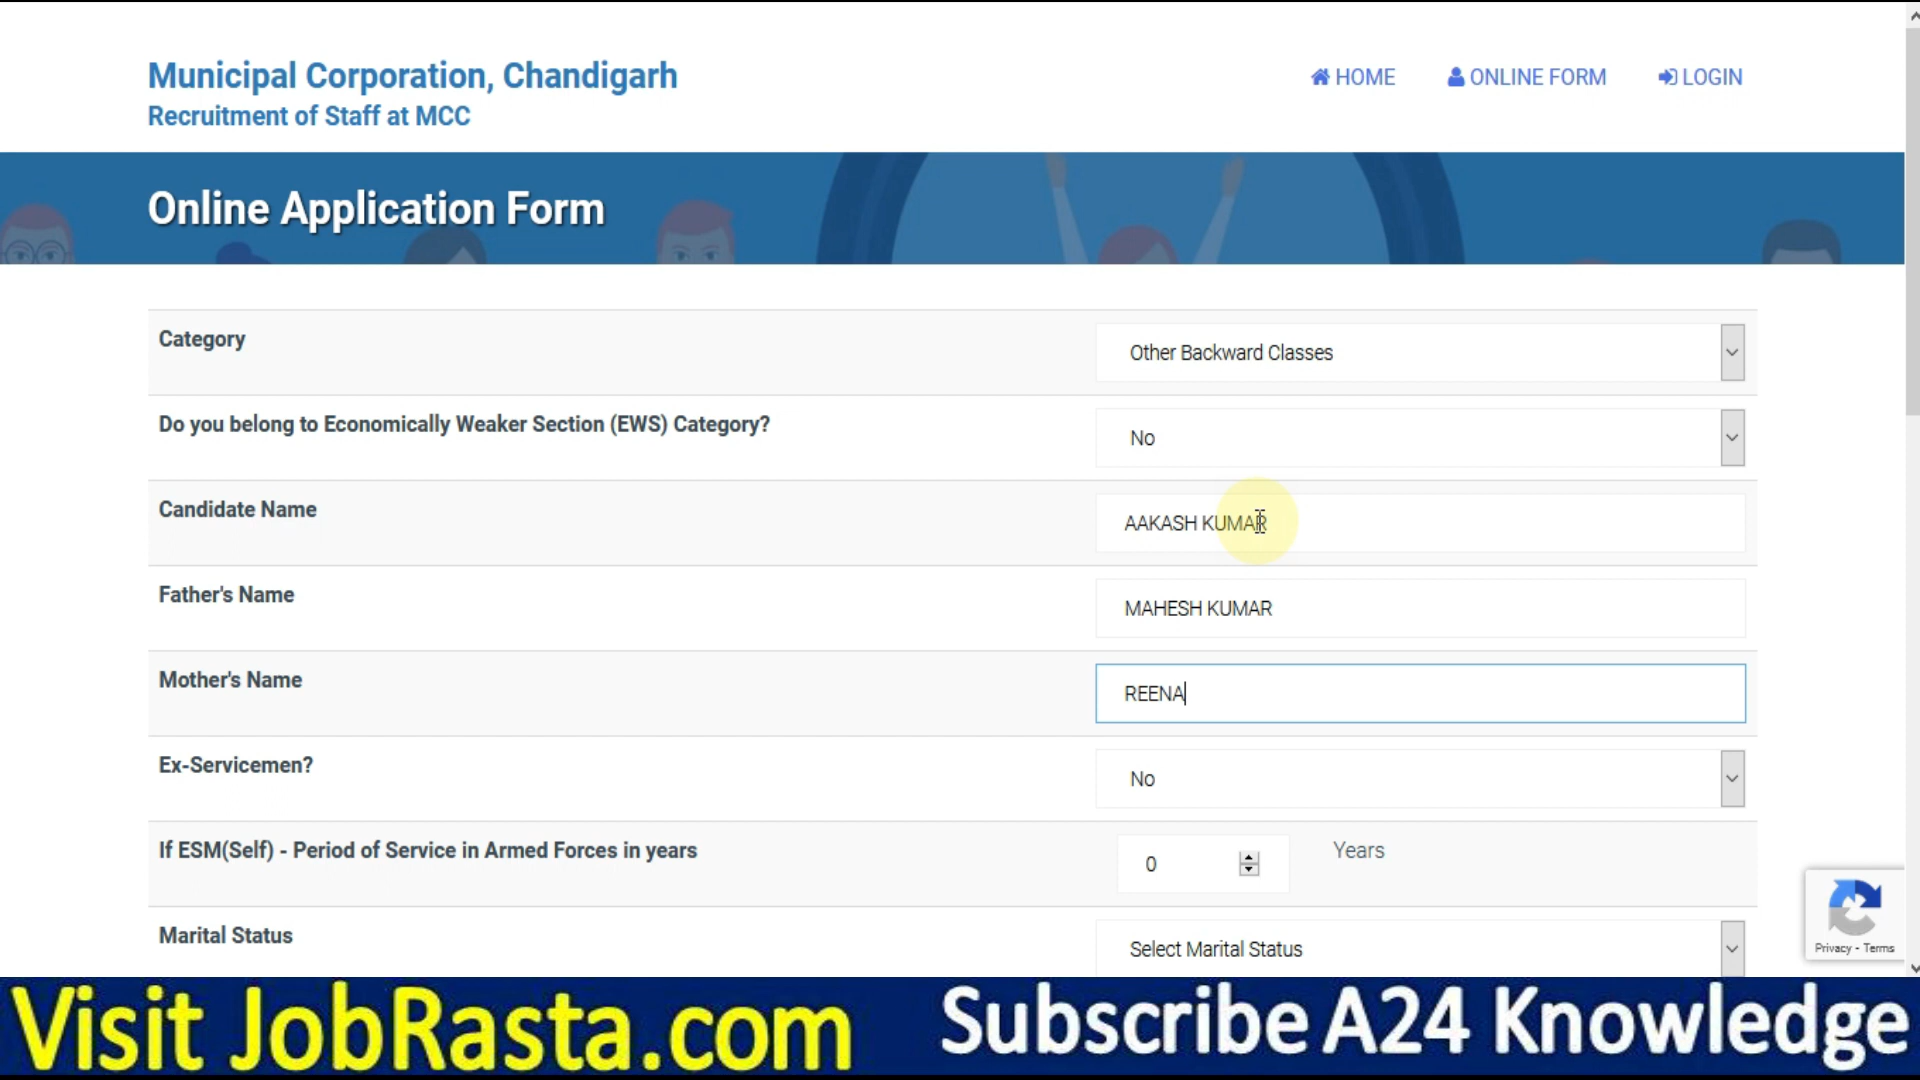 Municipal Corporation, Chandigarh
Recruitment of Staff at MCC
HOME
ONLINE FORM
LOGIN
Online Application Form
Category
Other Backward Classes
Do you belong to Economically Weaker Section (EWS) Category?
No
Candidate Name
AAKASH KUMAR
Father's Name
MAHESH KUMAR
Mother's Name
REENA
Ex-Servicemen?
No
If ESM(Self) - Period of Service in Armed Forces in years
0
Years
Marital Status
Select Marital Status
Privacy - Terms
Visit JobRasta.com
Subscribe A24 Knowledge